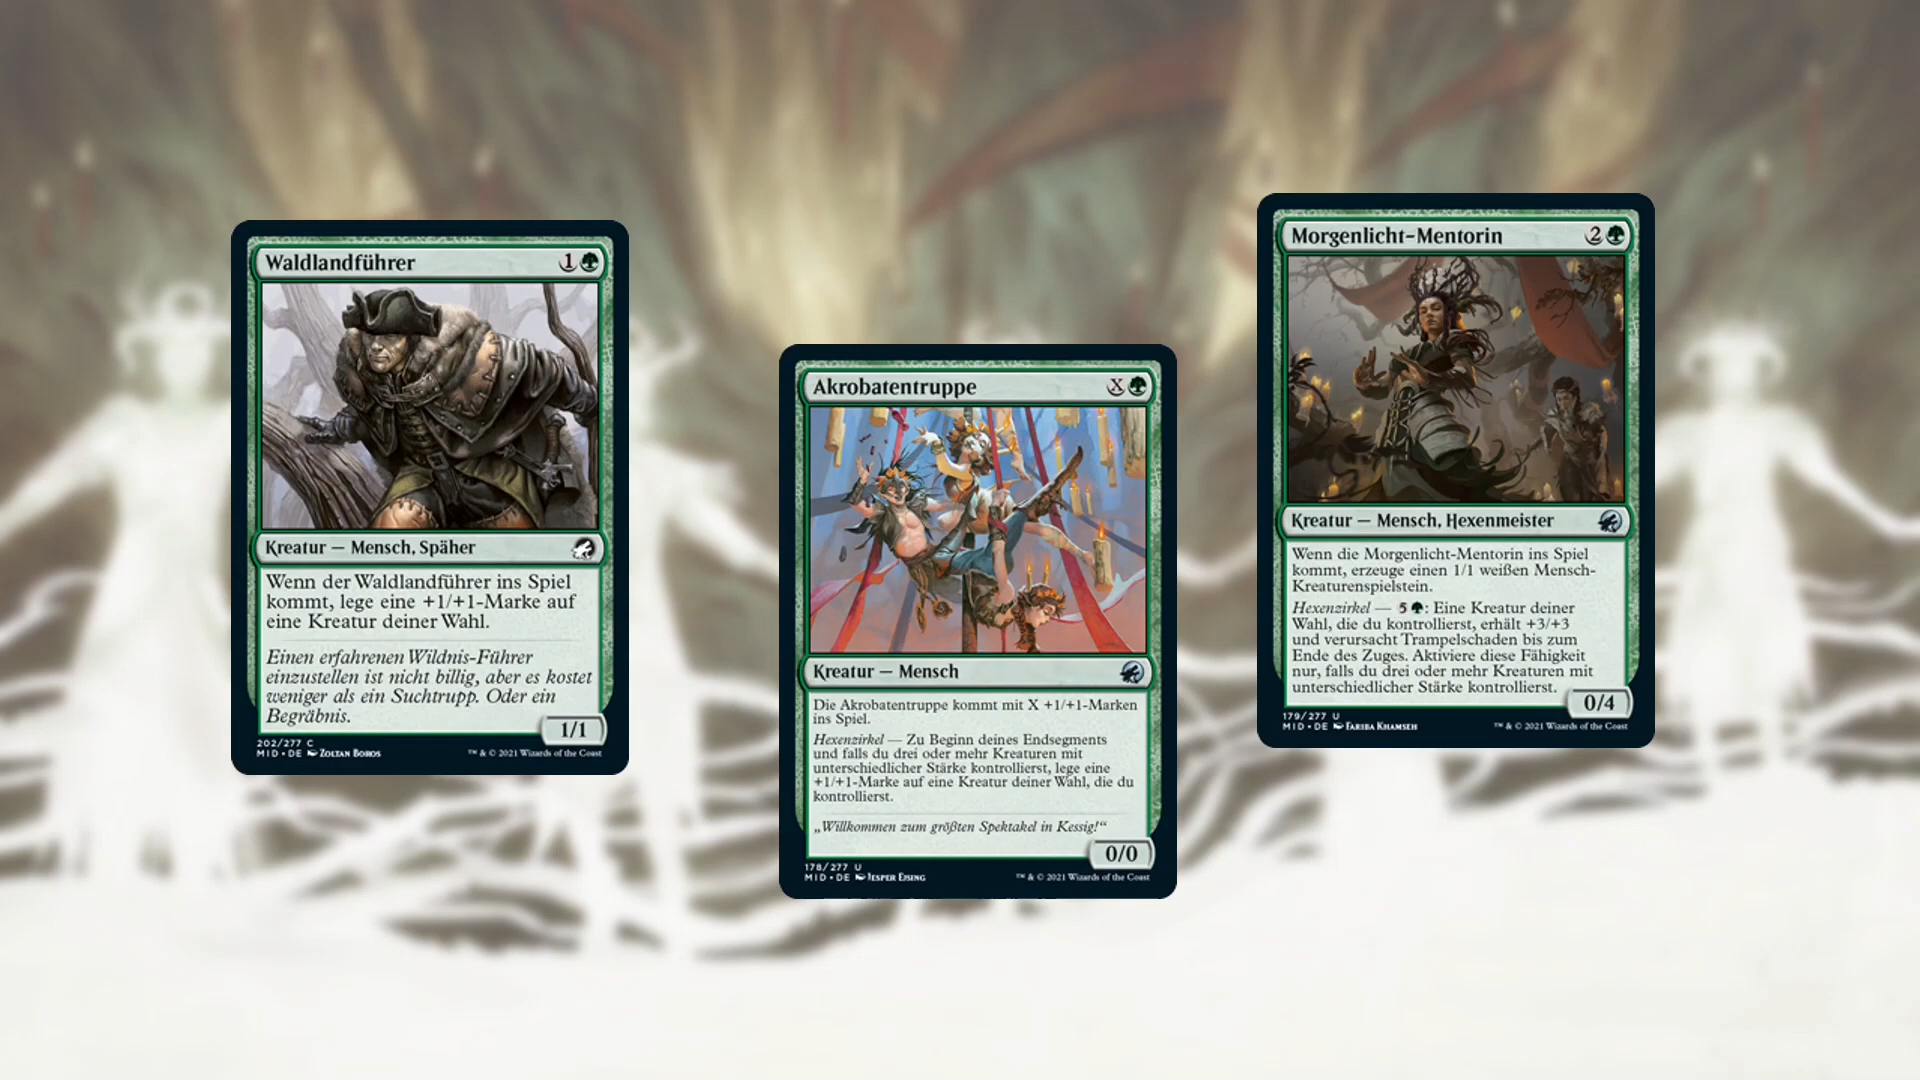 Waldlandführer 1
Kreatur – Mensch, Späher
Wenn der Waldlandführer ins Spiel
kommt, lege eine +1/+1-Marke auf
eine Kreatur deiner Wahl.
Einen erfahrenen Wildnis-Führer
einzustellen ist nicht billig, aber es kostet
weniger als ein Suchtrupp. Oder ein
Begräbnis.
1/1
202/277 C
MID • DE Zoltan Boros
™ & © 2021 Wizards of the Coast
Akrobatentruppe X
Kreatur – Mensch
Die Akrobatentruppe kommt mit X +1/+1-Marken
ins Spiel.
Hexenzirkel — Zu Beginn deines Endsegments
und falls du drei oder mehr Kreaturen mit
unterschiedlicher Stärke kontrollierst, lege eine
+1/+1-Marke auf eine Kreatur deiner Wahl, die du
kontrollierst.
„Willkommen zum größten Spektakel in Kessig!“
0/0
178/277 U
MID • DE Jesper Ejsing
™ & © 2021 Wizards of the Coast
Morgenlicht-Mentorin 2
Kreatur – Mensch, Hexenmeister
Wenn die Morgenlicht-Mentorin ins Spiel
kommt, erzeuge einen 1/1 weißen Mensch-
Kreaturenspielstein.
Hexenzirkel — 5 : Eine Kreatur deiner
Wahl, die du kontrollierst, erhält +3/+3
und verursacht Trampelschaden bis zum
Ende des Zuges. Aktiviere diese Fähigkeit
nur, falls du drei oder mehr Kreaturen mit
unterschiedlicher Stärke kontrollierst.
0/4
179/277 U
MID • DE Fariba Khamseh
™ & © 2021 Wizards of the Coast